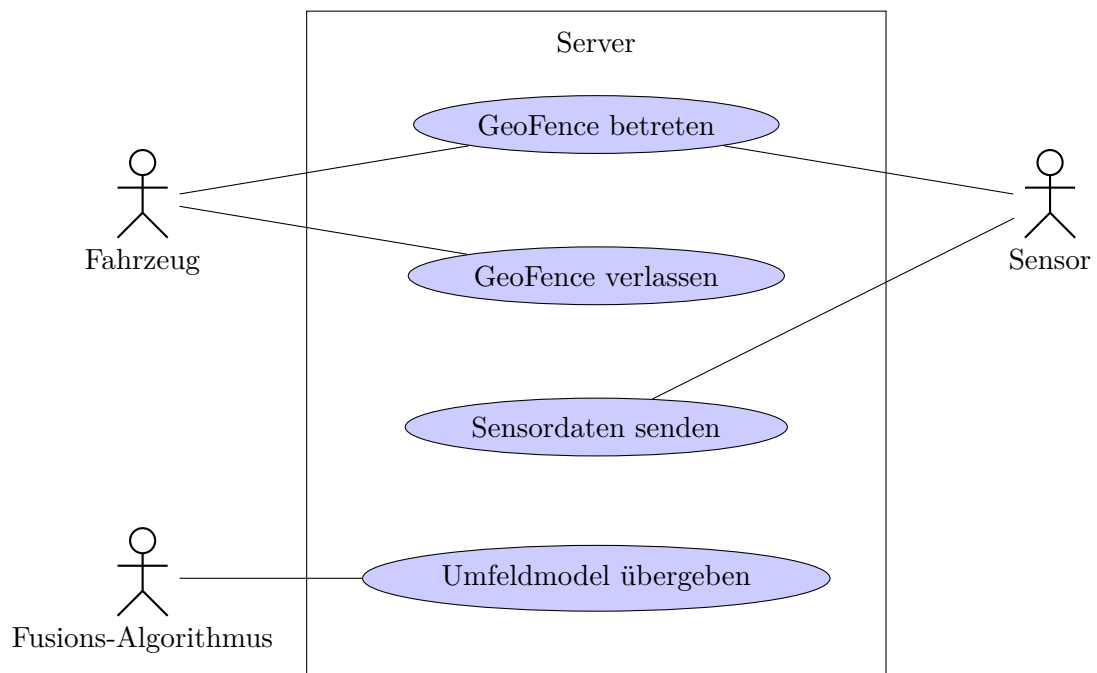 Server
GeoFence betreten
Fahrzeug
Sensor
GeoFence verlassen
Sensordaten senden
Umfeldmodel übergeben
Fusions-Algorithmus